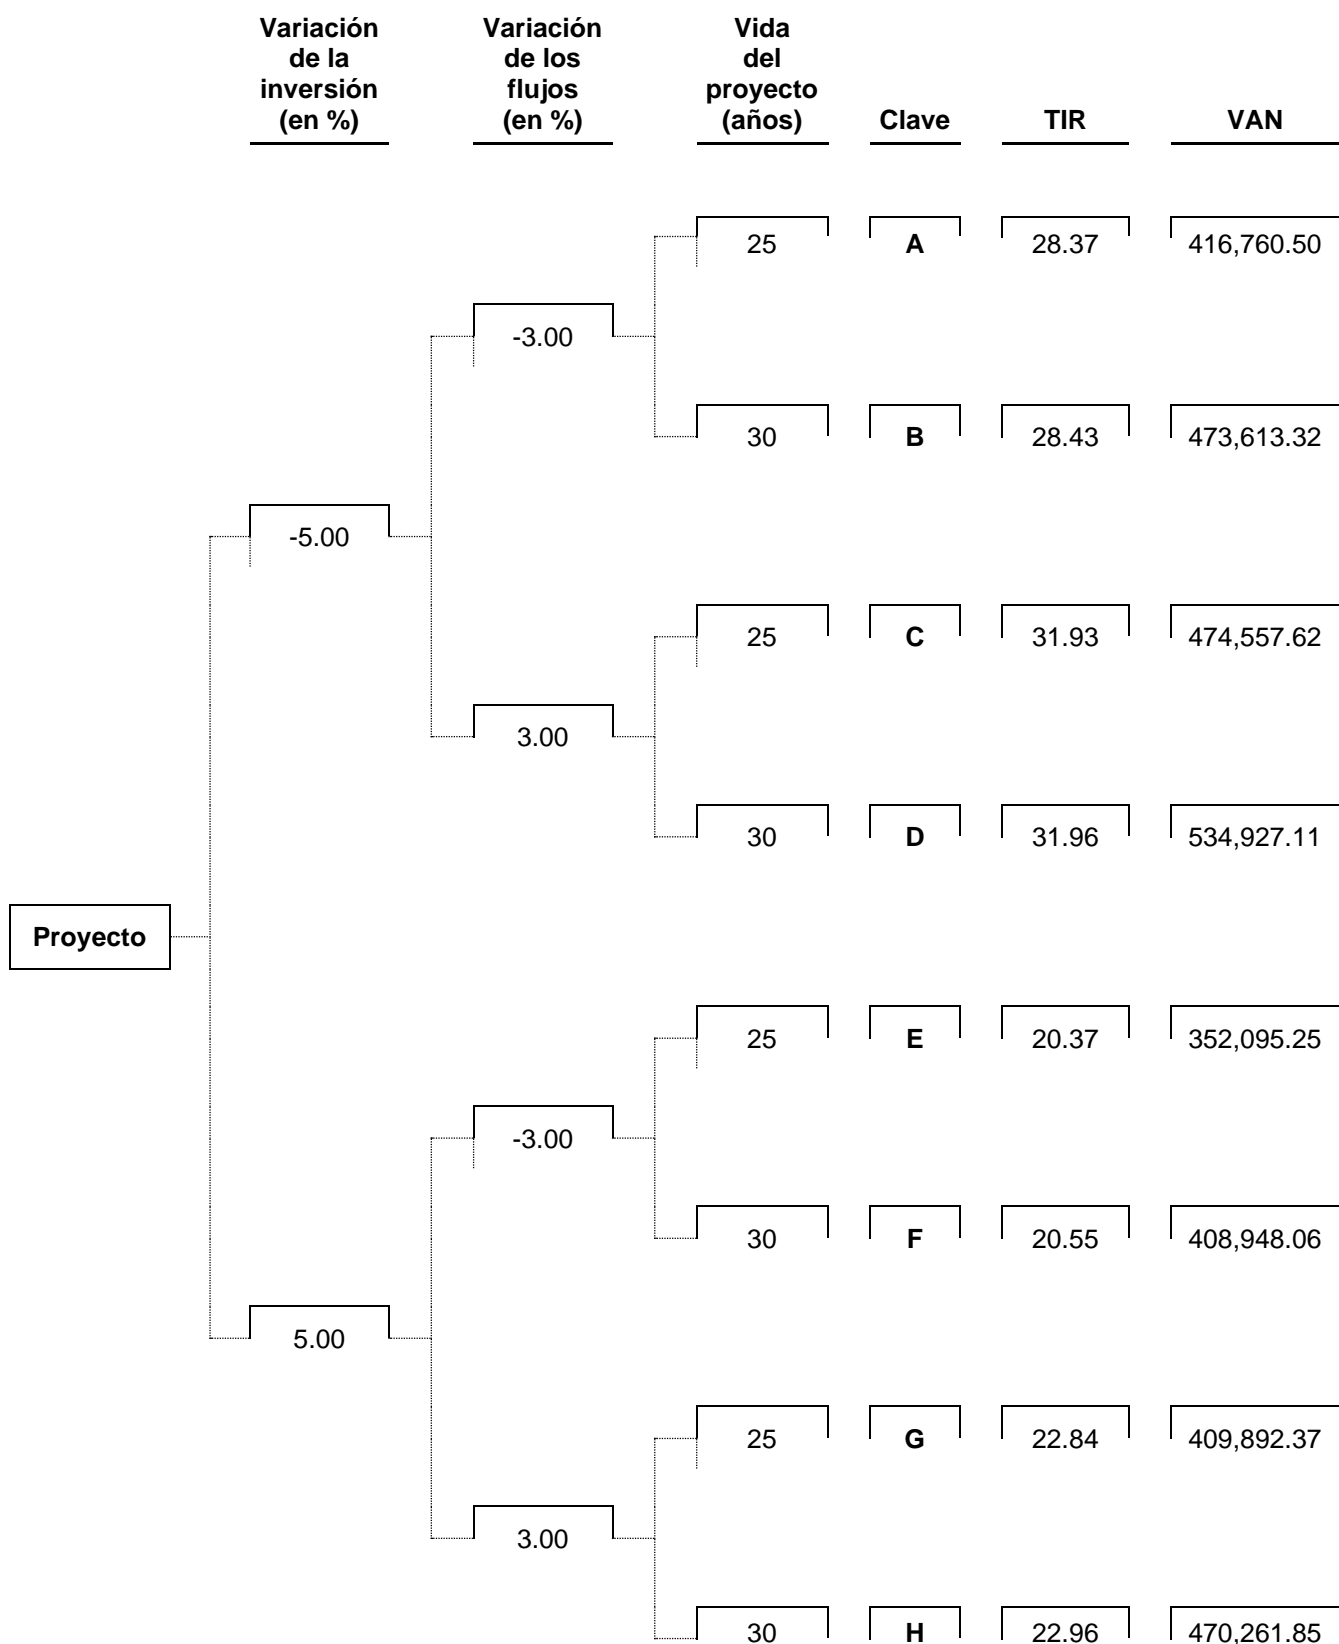 Variación de la inversión (en %)
Variación de los flujos (en %)
Vida del proyecto (años)
Clave
TIR
VAN
25 A 28.37 416,760.50
-3.00
30 B 28.43 473,613.32
-5.00
25 C 31.93 474,557.62
3.00
30 D 31.96 534,927.11
Proyecto
25 E 20.37 352,095.25
-3.00
30 F 20.55 408,948.06
5.00
25 G 22.84 409,892.37
3.00
30 H 22.96 470,261.85